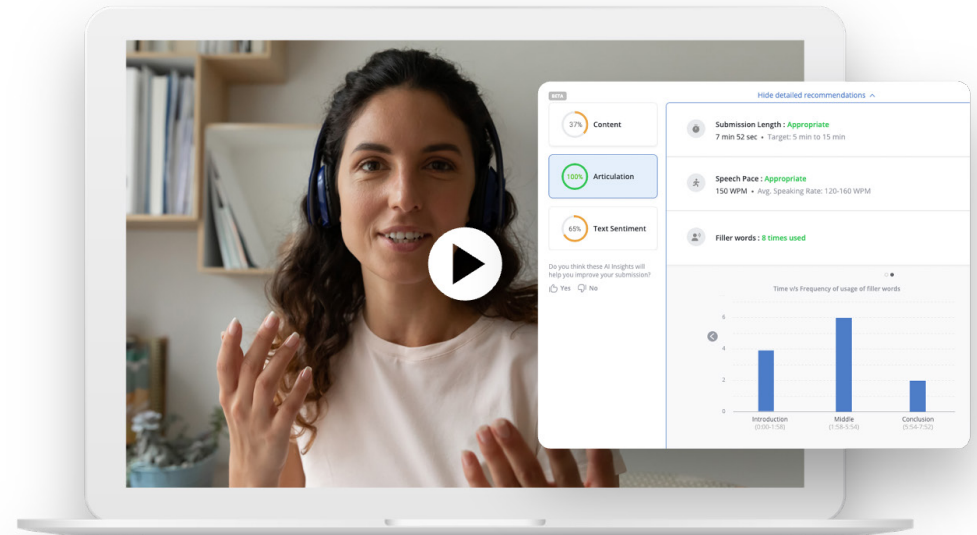 BETA
Hide detailed recommendations
37% Content
100% Articulation
65% Text Sentiment
Do you think these AI Insights will
help you improve your submission?
Yes No
Submission Length : Appropriate
7 min 52 sec • Target: 5 min to 15 min
Speech Pace : Appropriate
150 WPM • Avg. Speaking Rate: 120-160 WPM
Filler words : 8 times used
Time v/s Frequency of usage of filler words
6
4
2
0
Introduction Middle Conclusion
(0:00-1:58) (1:58-5:54) (5:54-7:52)